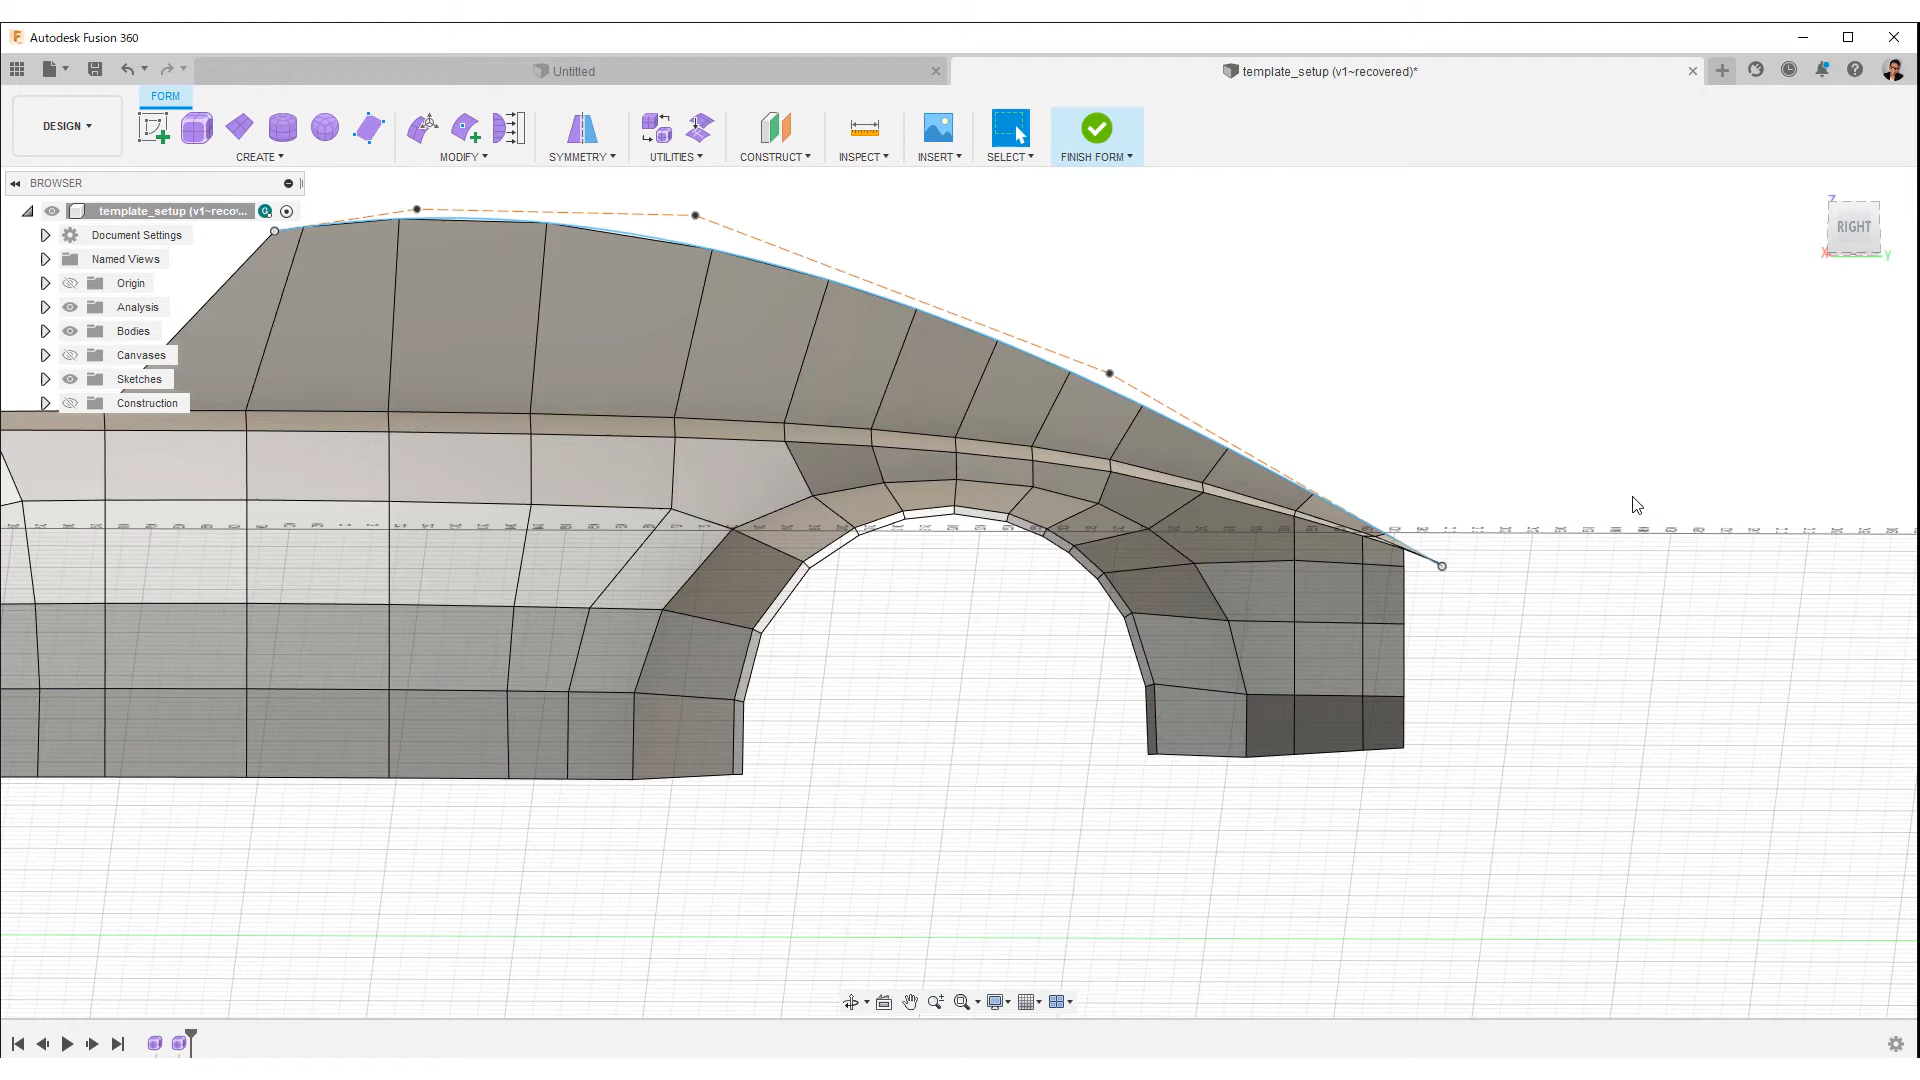 Autodesk Fusion 360
Untitled
template_setup (v1~recovered)*
FORM
DESIGN
CREATE
MODIFY
SYMMETRY
UTILITIES
CONSTRUCT
INSPECT
INSERT
SELECT
FINISH FORM
BROWSER
template_setup (v1~recov...
Document Settings
Named Views
Origin
Analysis
Bodies
Canvases
Sketches
Construction
Z
RIGHT
X
Y